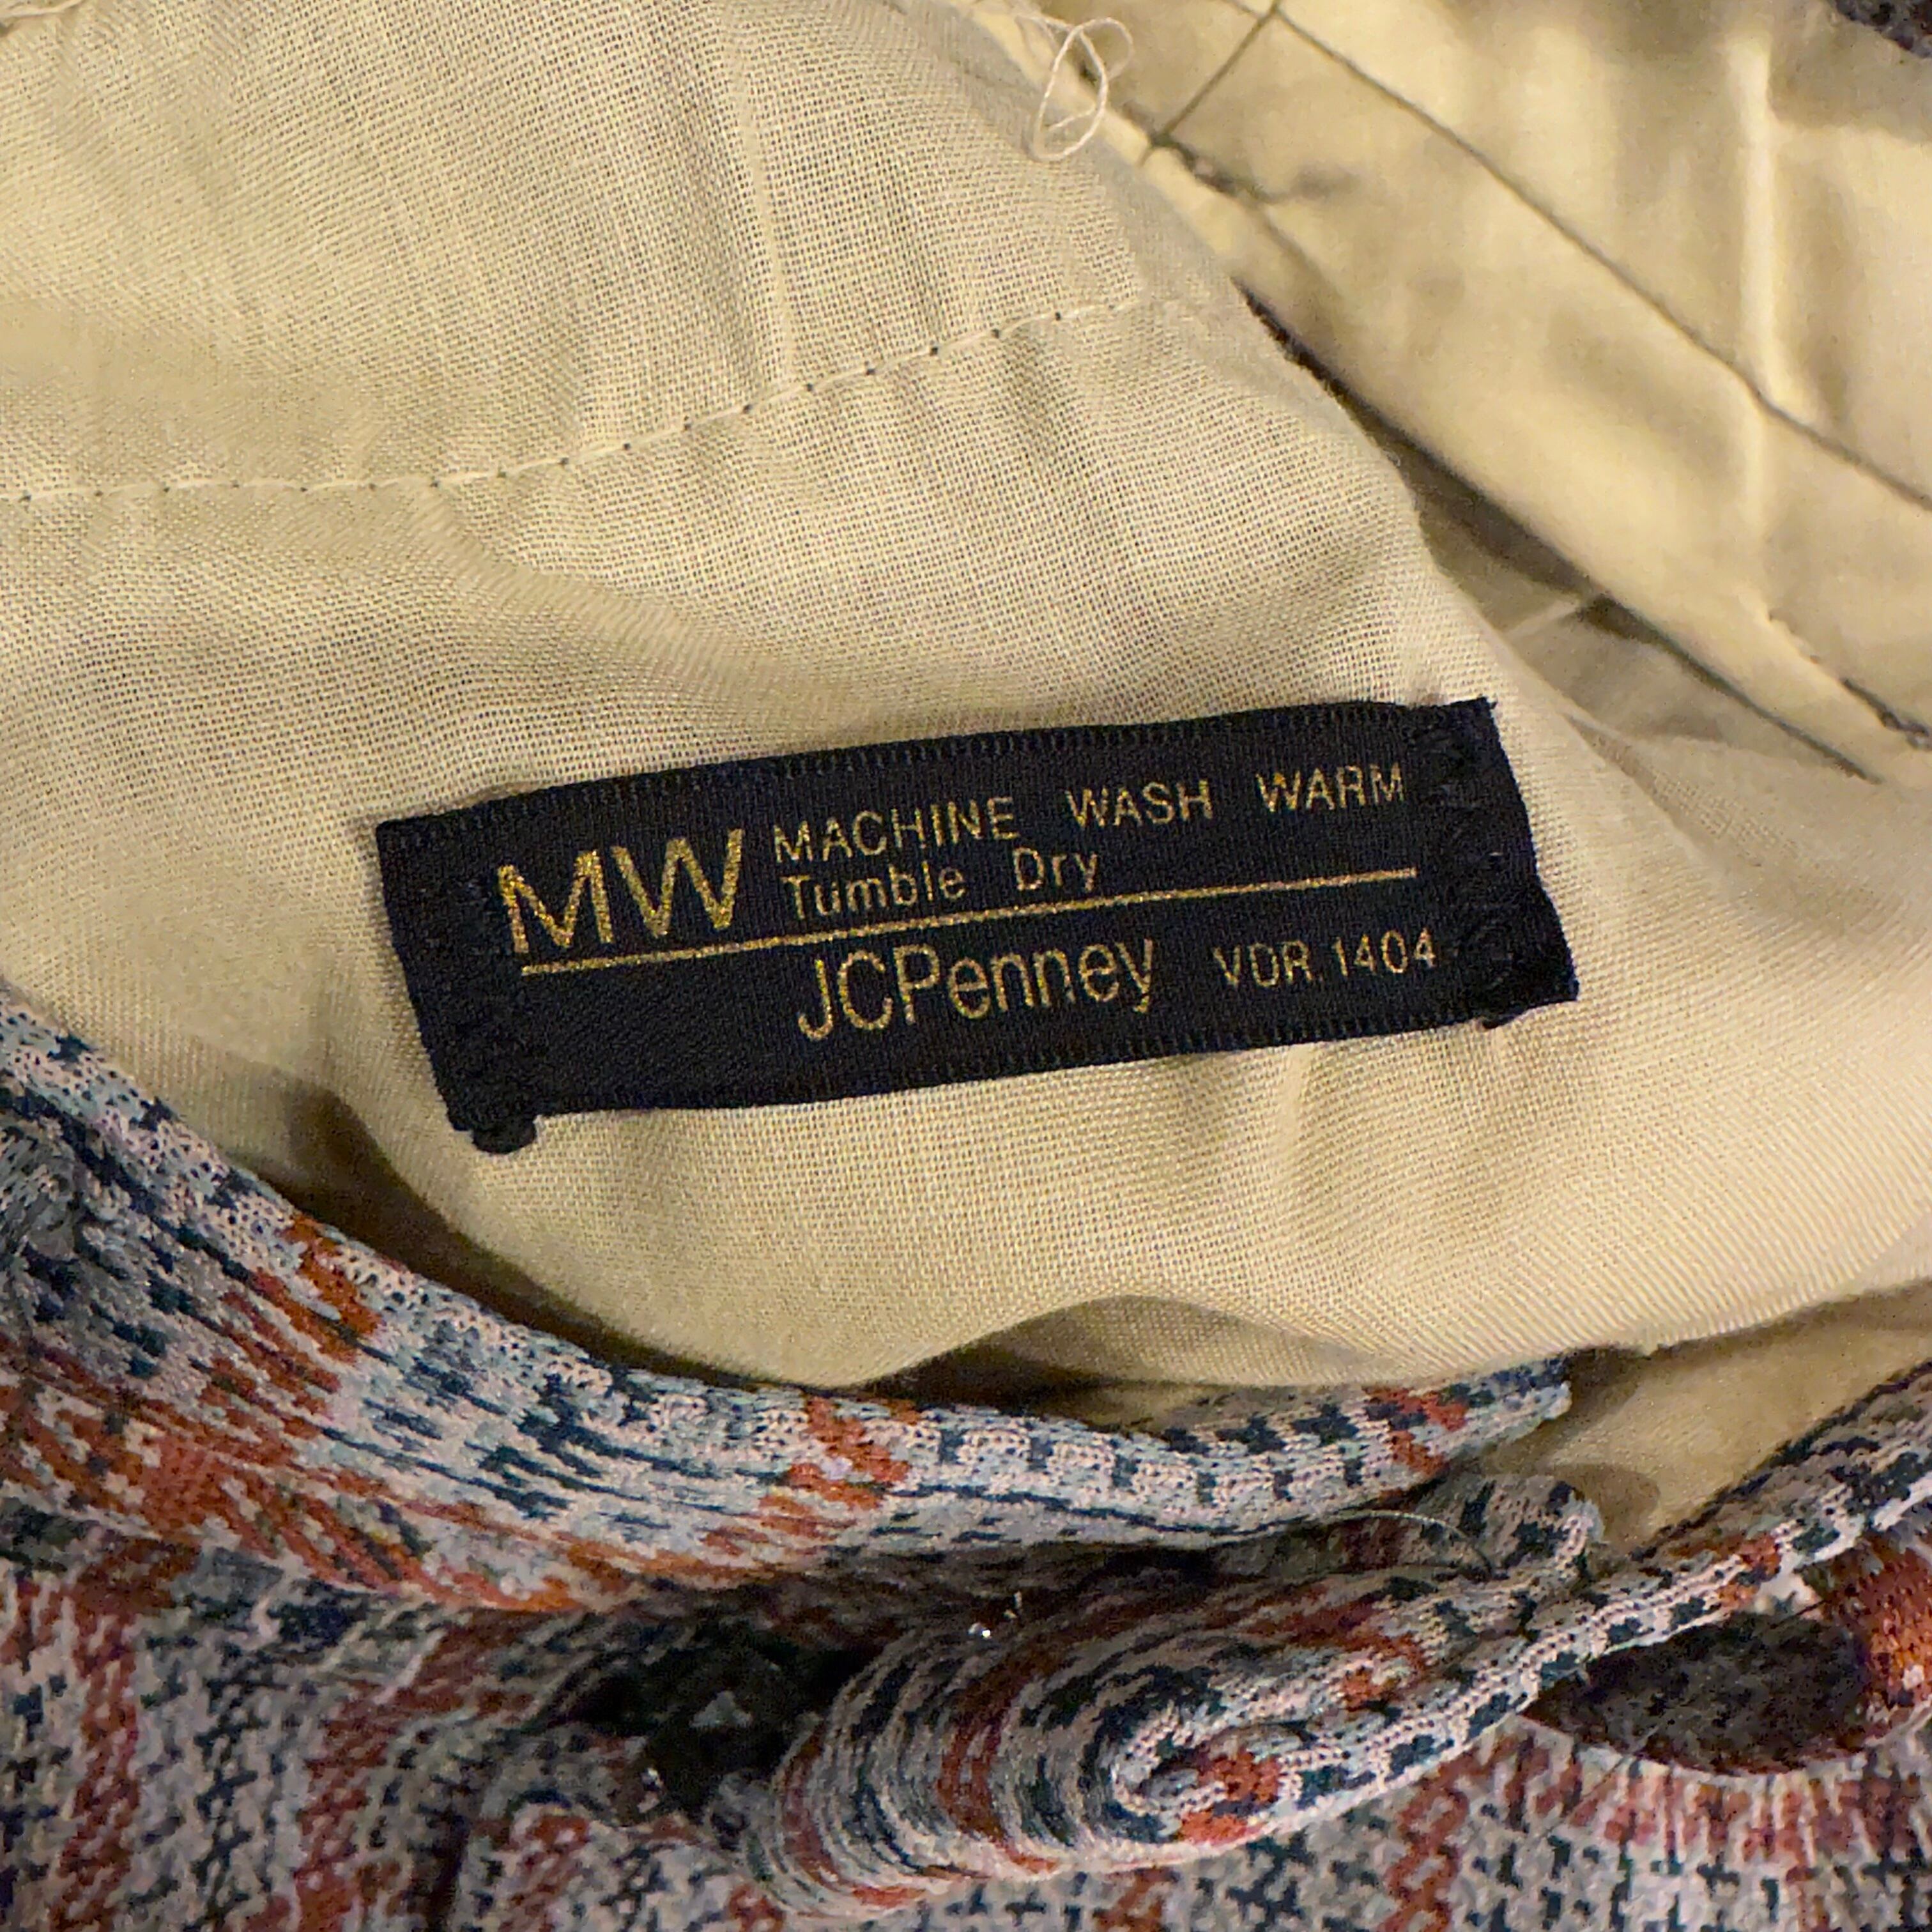 MW MACHINE WASH WARM
Tumble Dry
JCPenney VDR. 1404